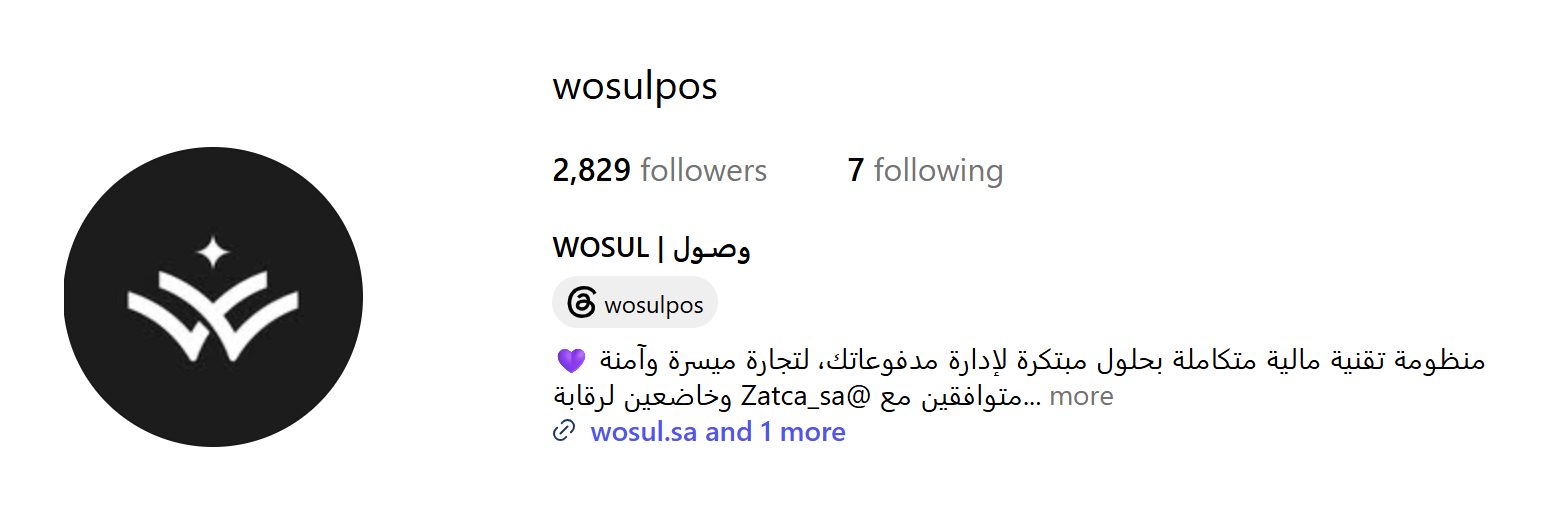 wosulpos
2,829 followers 7 following
WOSUL | وصول
wosulpos
منظومة تقنية مالية متكاملة بحلول مبتكرة لإدارة مدفوعاتك، لتجارة ميسرة وآمنة 💜
متوافقين مع @Zatca_sa وخاضعين لرقابة... more
wosul.sa and 1 more